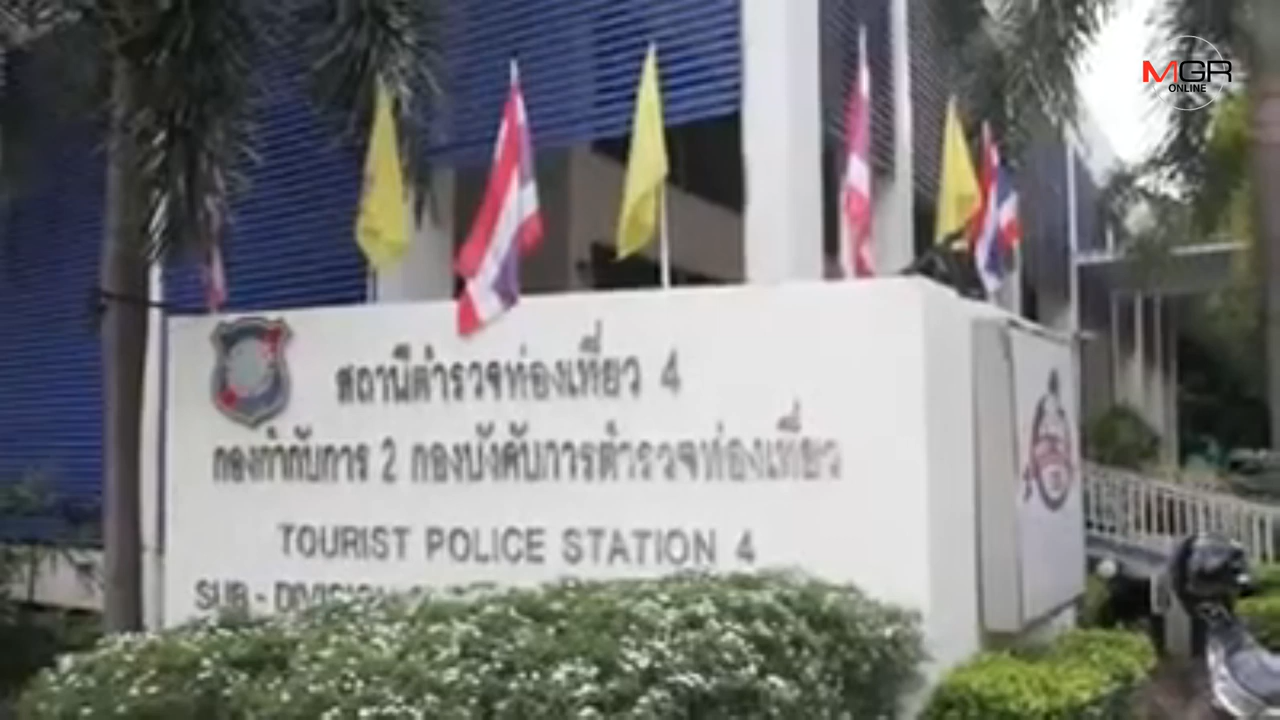 MGR
ONLINE
สถานีตำรวจท่องเที่ยว 4
กองกำกับการ 2 กองบังคับการตำรวจท่องเที่ยว
TOURIST POLICE STATION 4
SUB - DIVISION